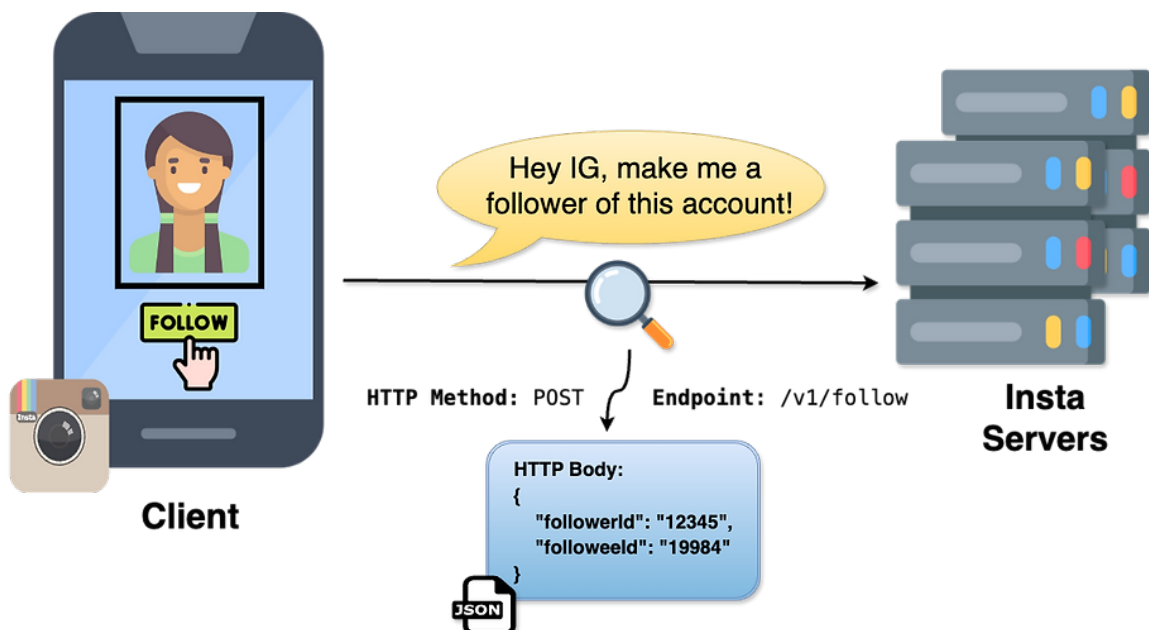 Hey IG, make me a
follower of this account!
FOLLOW
Insta
Client
HTTP Method: POST
Endpoint: /v1/follow
Insta
Servers
HTTP Body:
{
"followerId": "12345",
"followeeId": "19984"
}
JSON